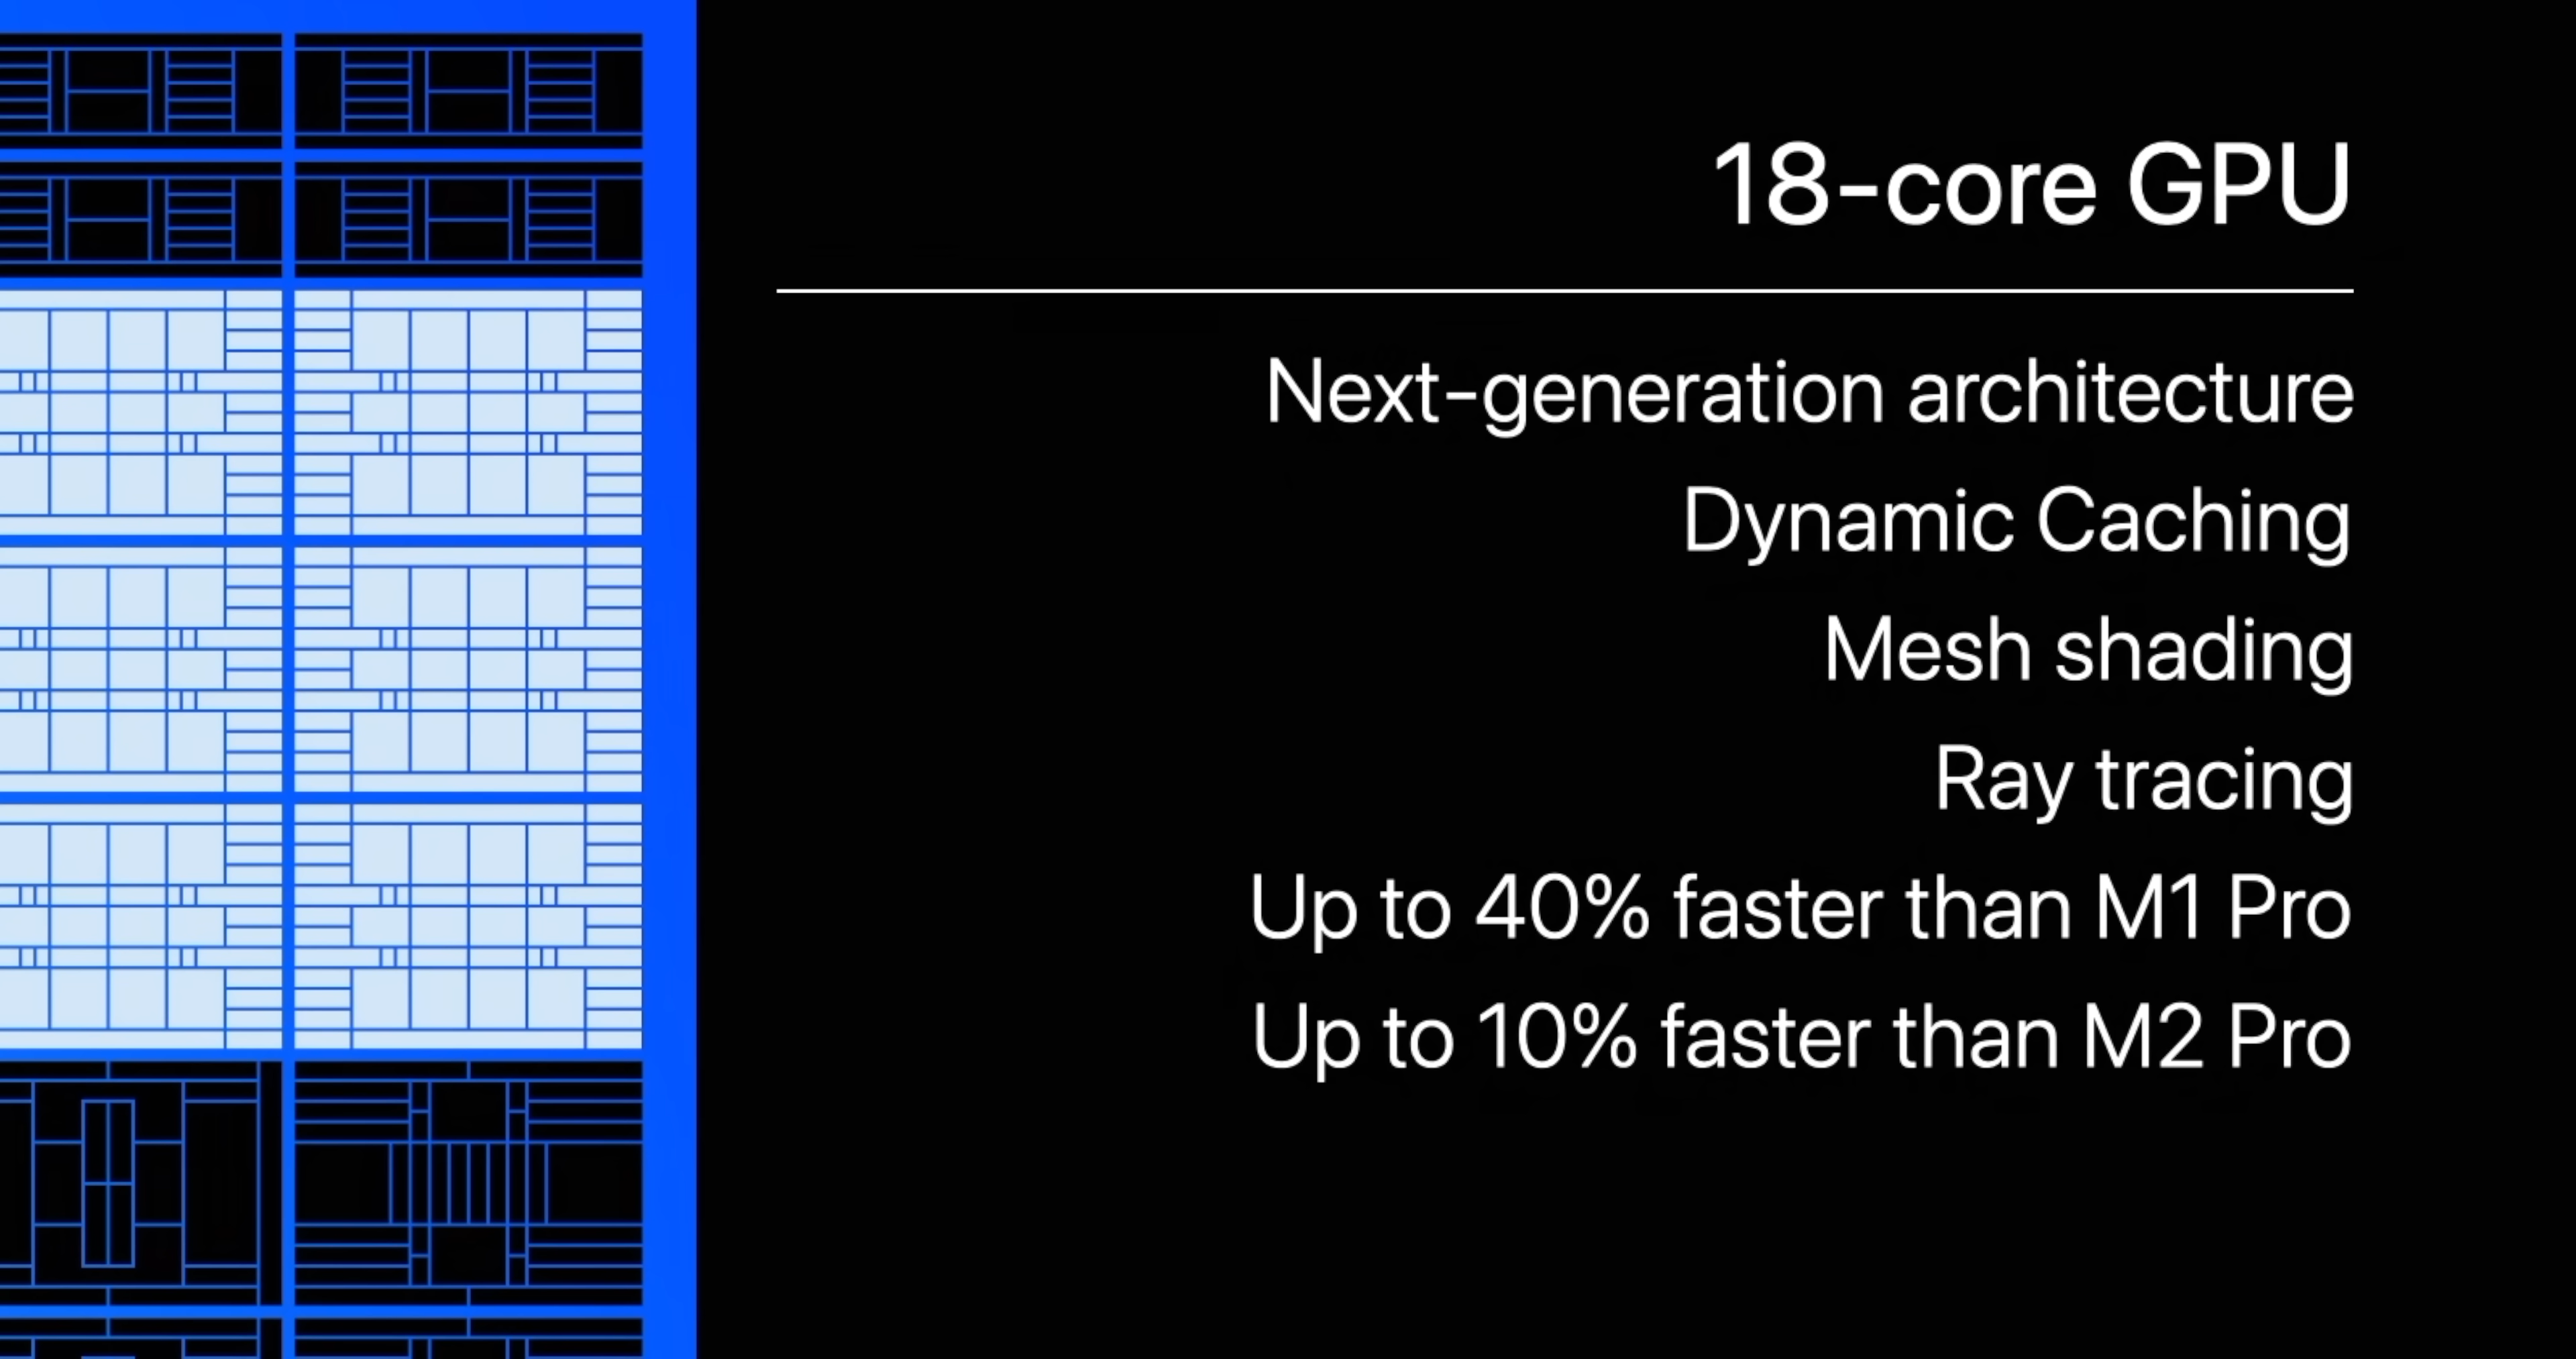 18-core GPU
Next-generation architecture
Dynamic Caching
Mesh shading
Ray tracing
Up to 40% faster than M1 Pro
Up to 10% faster than M2 Pro